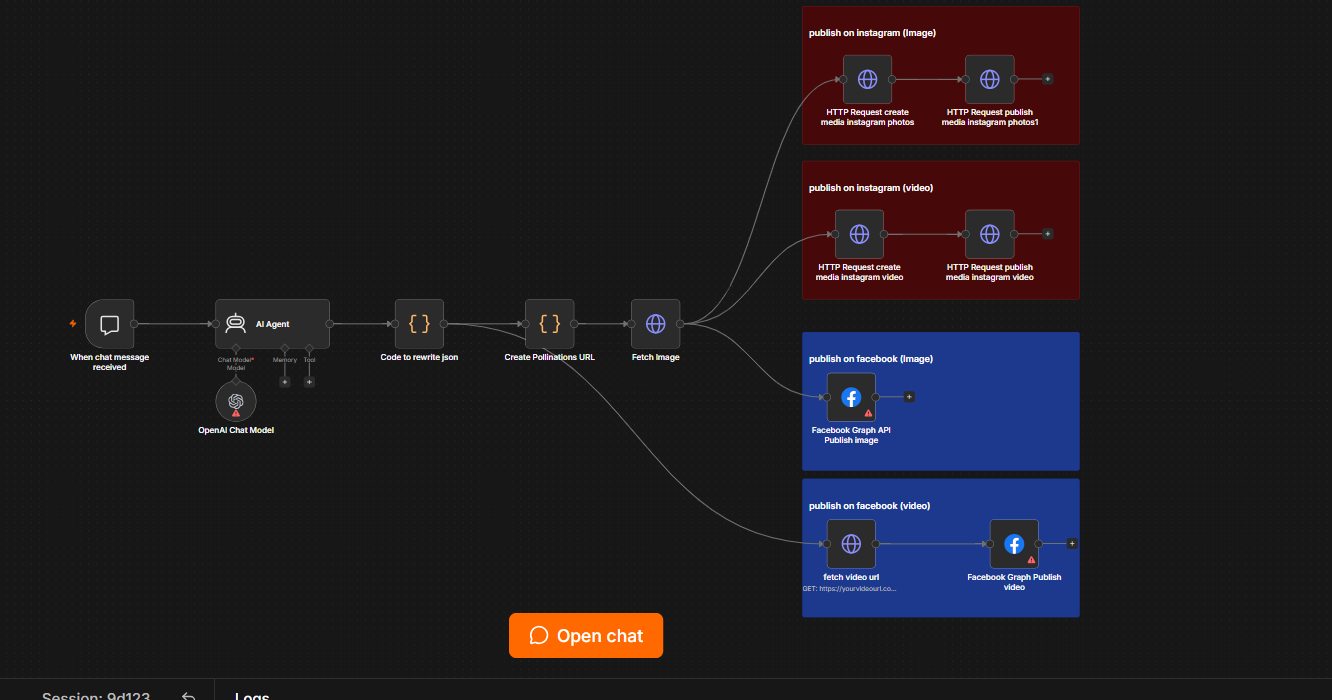 publish on instagram (Image)
HTTP Request create
media instagram photos
HTTP Request publish
media instagram photos1
publish on instagram (video)
HTTP Request create
media instagram video
HTTP Request publish
media instagram video
When chat message
received
AI Agent
Chat Model*
Model
Memory
Tool
OpenAI Chat Model
Code to rewrite json
Create Pollinations URL
Fetch Image
publish on facebook (Image)
Facebook Graph API
Publish image
publish on facebook (video)
fetch video url
GET: https://yourvideourl.co...
Facebook Graph Publish
video
Open chat
Session: 9d123
Logs